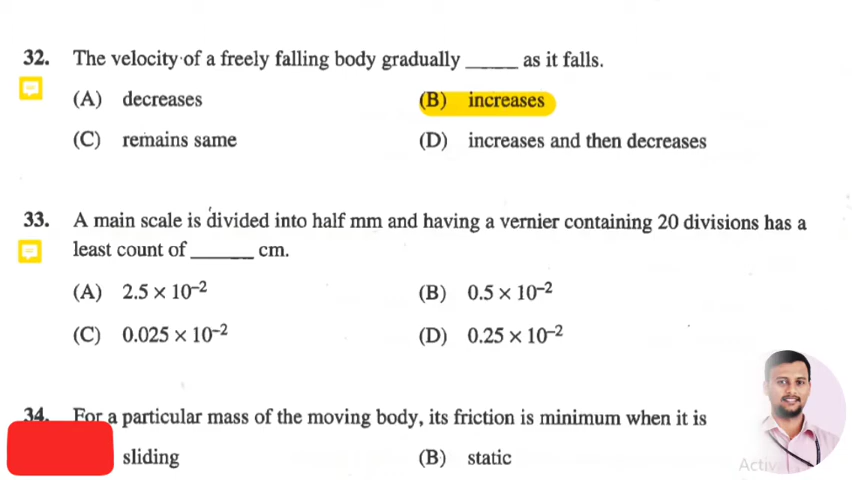 32. The velocity of a freely falling body gradually ______ as it falls.
(A) decreases (B) increases
(C) remains same (D) increases and then decreases
33. A main scale is divided into half mm and having a vernier containing 20 divisions has a
least count of ______ cm.
(A) 2.5 × 10⁻² (B) 0.5 × 10⁻²
(C) 0.025 × 10⁻² (D) 0.25 × 10⁻²
34. For a particular mass of the moving body, its friction is minimum when it is
sliding (B) static